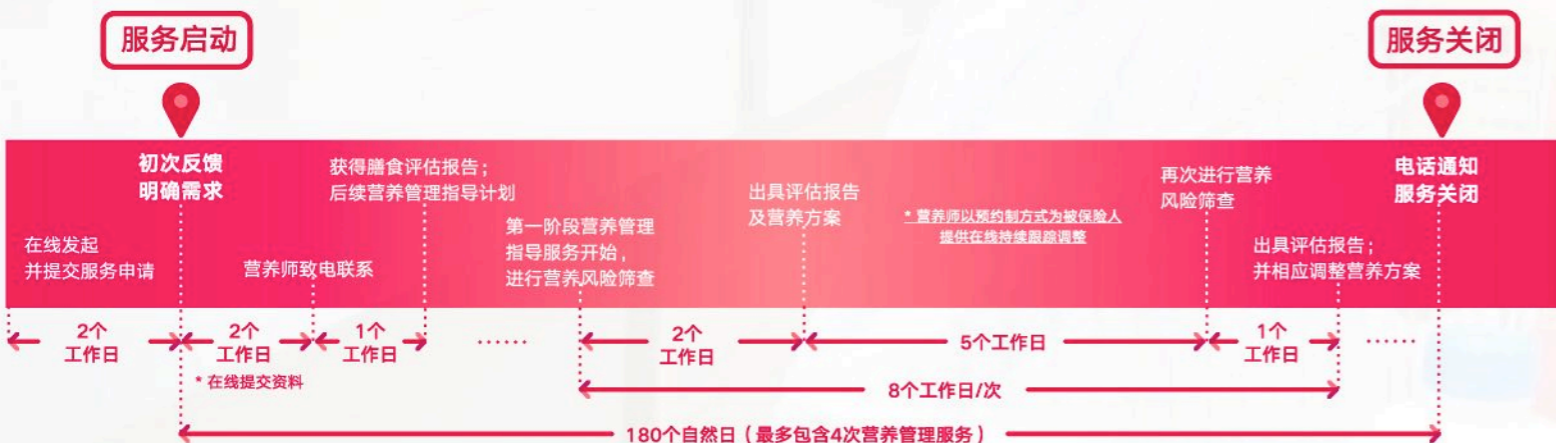 服务启动
服务关闭
初次反馈
明确需求
获得膳食评估报告；
后续营养管理指导计划
再次进行营养
风险筛查
电话通知
服务关闭
出具评估报告
及营养方案
* 营养师以预约制方式为被保险人
提供在线持续跟踪调整
第一阶段营养管理
指导服务开始，
进行营养风险筛查
在线发起
并提交服务申请
营养师致电联系
出具评估报告；
并相应调整营养方案
2个
工作日
2个
工作日
1个
工作日
……
2个
工作日
5个工作日
1个
工作日
……
* 在线提交资料
8个工作日/次
180个自然日（最多包含4次营养管理服务）